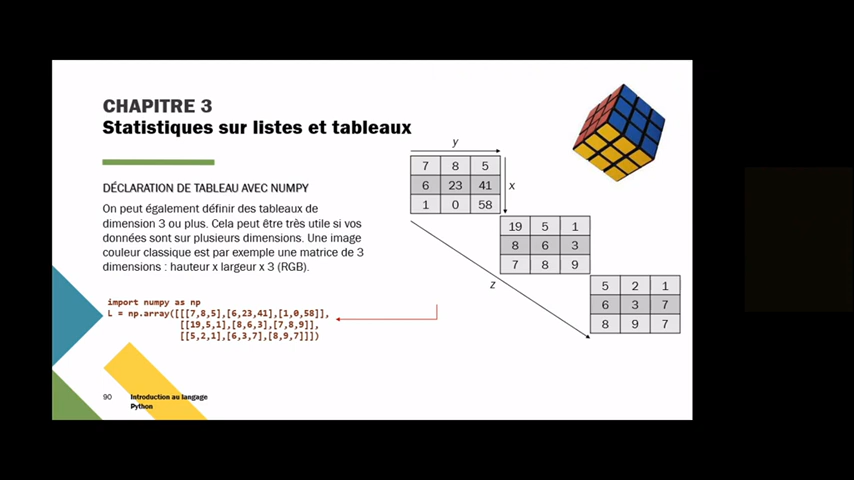 CHAPITRE 3
Statistiques sur listes et tableaux
DÉCLARATION DE TABLEAU AVEC NUMPY
On peut également définir des tableaux de
dimension 3 ou plus. Cela peut être très utile si vos
données sont sur plusieurs dimensions. Une image
couleur classique est par exemple une matrice de 3
dimensions : hauteur x largeur x 3 (RGB).
import numpy as np
L = np.array([[[7,8,5],[6,23,41],[1,0,58]],
[[19,5,1],[8,6,3],[7,8,9]],
[[5,2,1],[6,3,7],[8,9,7]]])
y
7 8 5
6 23 41
1 0 58
x
19 5 1
8 6 3
7 8 9
z
5 2 1
6 3 7
8 9 7
90 Introduction au langage
Python